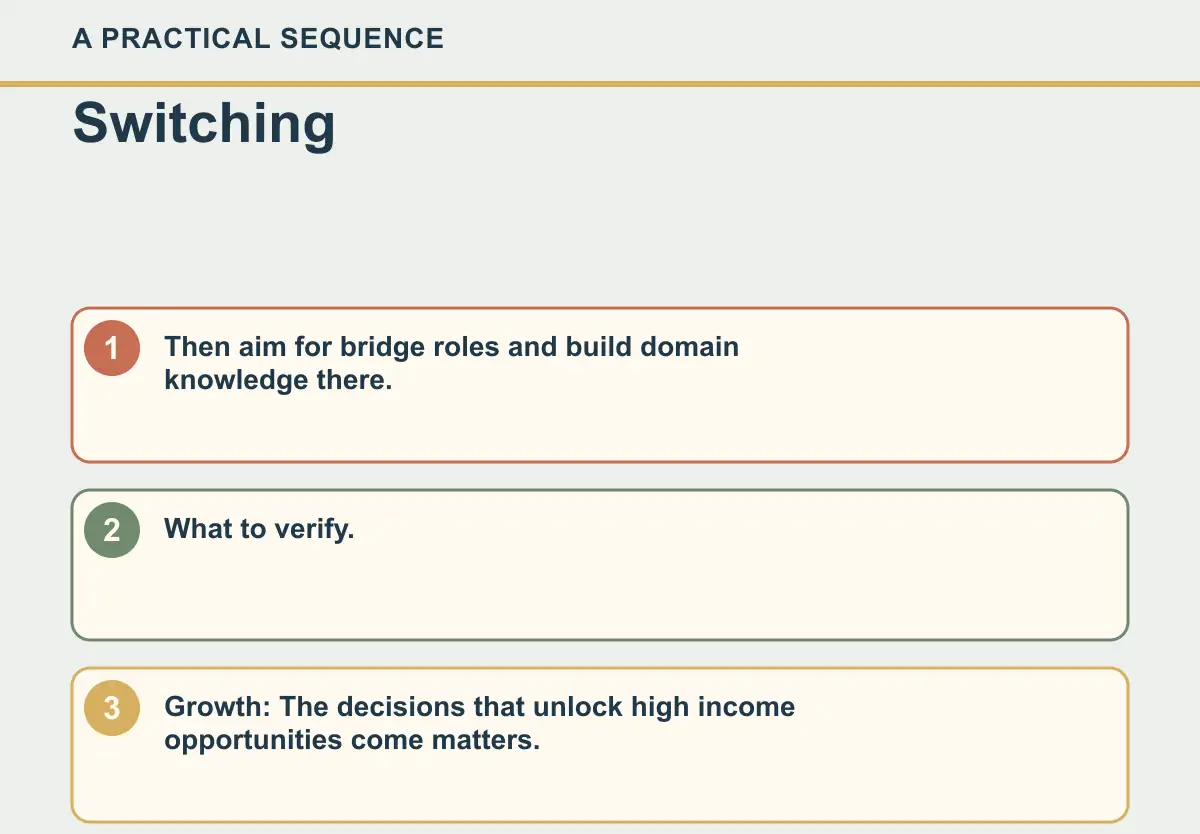 A PRACTICAL SEQUENCE
Switching
1
Then aim for bridge roles and build domain
knowledge there.
2
What to verify.
3
Growth: The decisions that unlock high income
opportunities come matters.